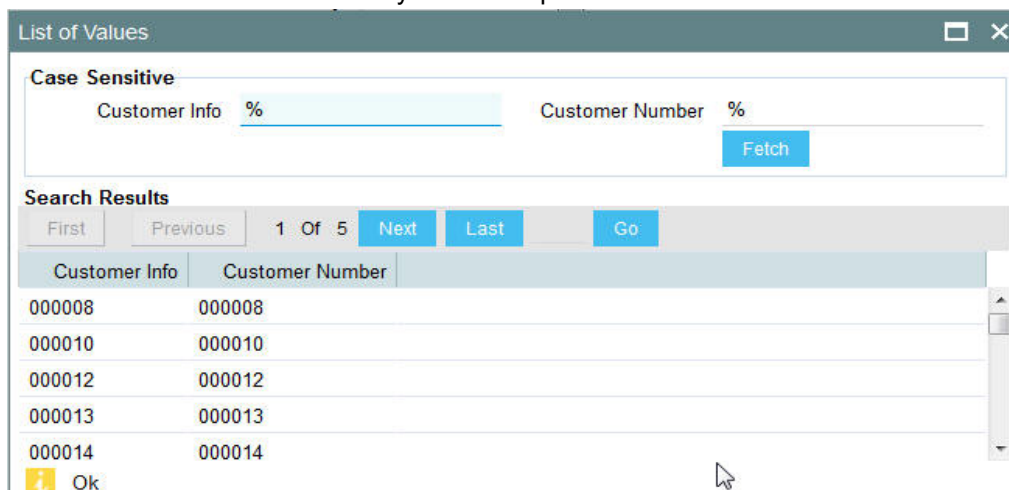 List of Values
Case Sensitive
Customer Info % Customer Number %
Fetch
Search Results
First Previous 1 Of 5 Next Last Go
Customer Info Customer Number
000008 000008
000010 000010
000012 000012
000013 000013
000014 000014
Ok